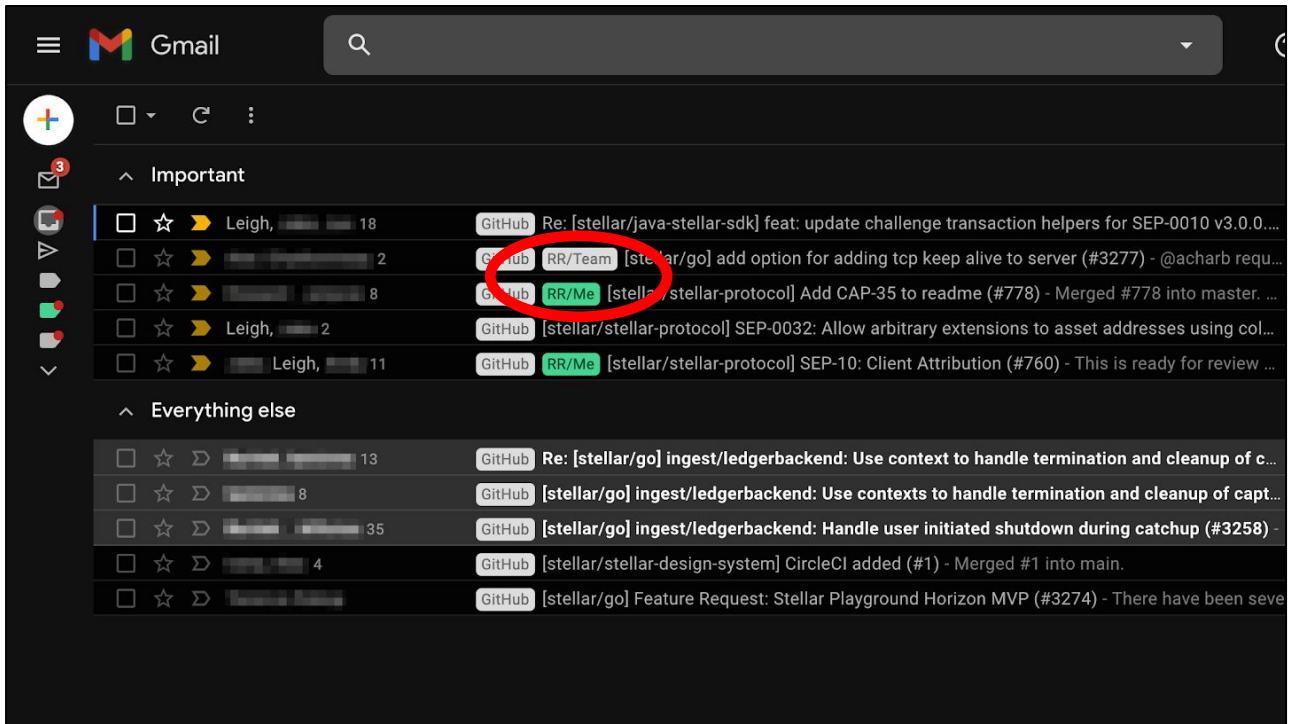 Gmail
3
Important
Leigh, 18 GitHub Re: [stellar/java-stellar-sdk] feat: update challenge transaction helpers for SEP-0010 v3.0.0....
2 GitHub RR/Team [stellar/go] add option for adding tcp keep alive to server (#3277) - @acharb requ...
8 GitHub RR/Me [stellar/stellar-protocol] Add CAP-35 to readme (#778) - Merged #778 into master. ...
Leigh, 2 GitHub [stellar/stellar-protocol] SEP-0032: Allow arbitrary extensions to asset addresses using col...
Leigh, 11 GitHub RR/Me [stellar/stellar-protocol] SEP-10: Client Attribution (#760) - This is ready for review ...
Everything else
13 GitHub Re: [stellar/go] ingest/ledgerbackend: Use context to handle termination and cleanup of c...
8 GitHub [stellar/go] ingest/ledgerbackend: Use contexts to handle termination and cleanup of capt...
35 GitHub [stellar/go] ingest/ledgerbackend: Handle user initiated shutdown during catchup (#3258) -
4 GitHub [stellar/stellar-design-system] CircleCI added (#1) - Merged #1 into main.
GitHub [stellar/go] Feature Request: Stellar Playground Horizon MVP (#3274) - There have been seve